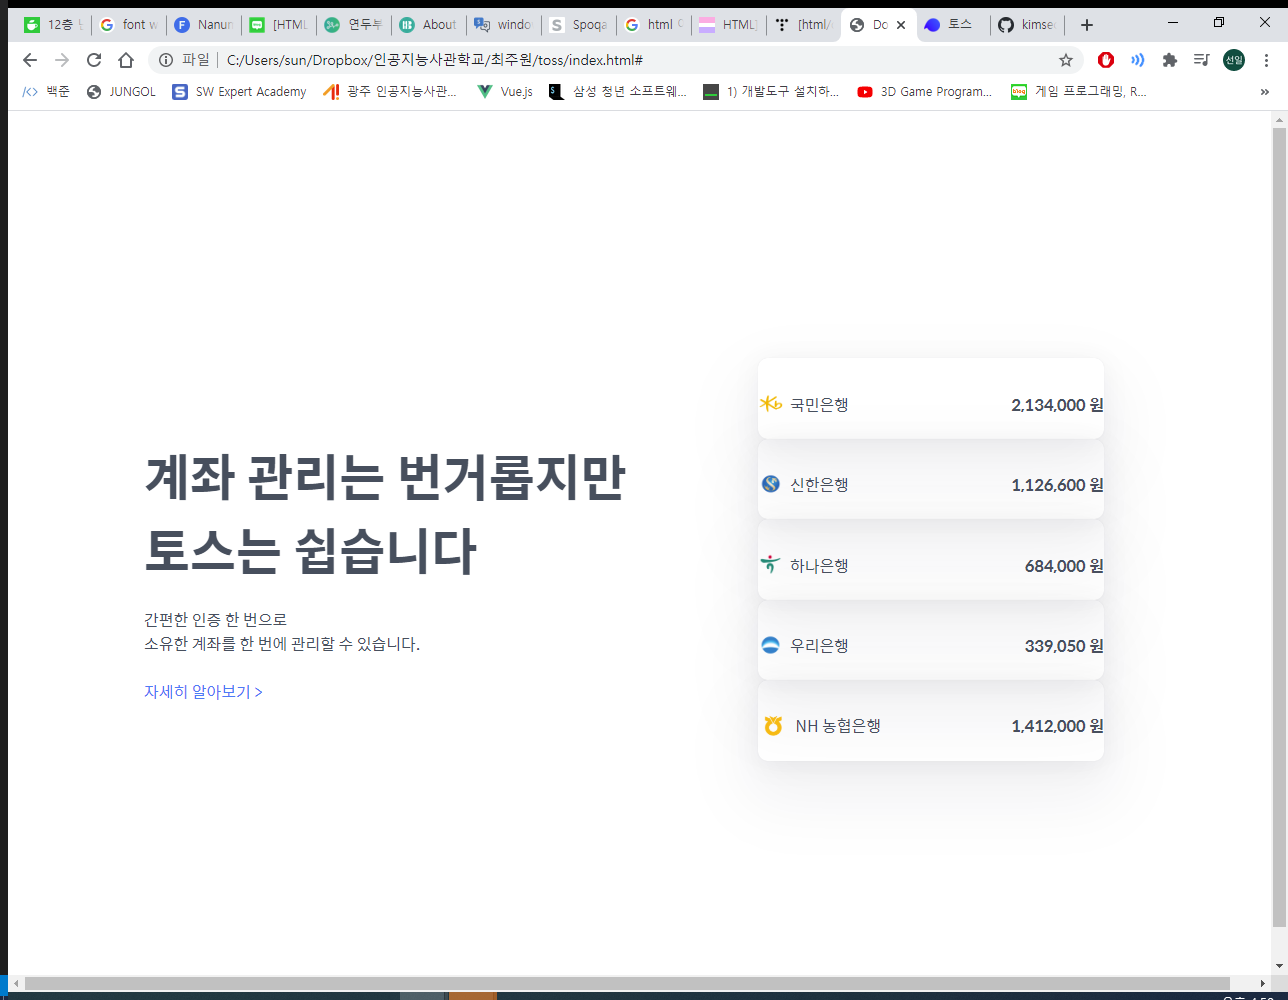 12층
font w
Nanun
[HTML
연두부
About
windo
Spoqa
html
HTML]
[html/
Do
토스
kimse
파일
C:/Users/sun/Dropbox/인공지능사관학교/최주원/toss/index.html#
선일
백준
JUNGOL
SW Expert Academy
광주 인공지능사관...
Vue.js
삼성 청년 소프트웨...
1) 개발도구 설치하...
3D Game Program...
게임 프로그래밍, R...
»
계좌 관리는 번거롭지만
토스는 쉽습니다
간편한 인증 한 번으로
소유한 계좌를 한 번에 관리할 수 있습니다.
자세히 알아보기 >
국민은행 2,134,000 원
신한은행 1,126,600 원
하나은행 684,000 원
우리은행 339,050 원
NH 농협은행 1,412,000 원